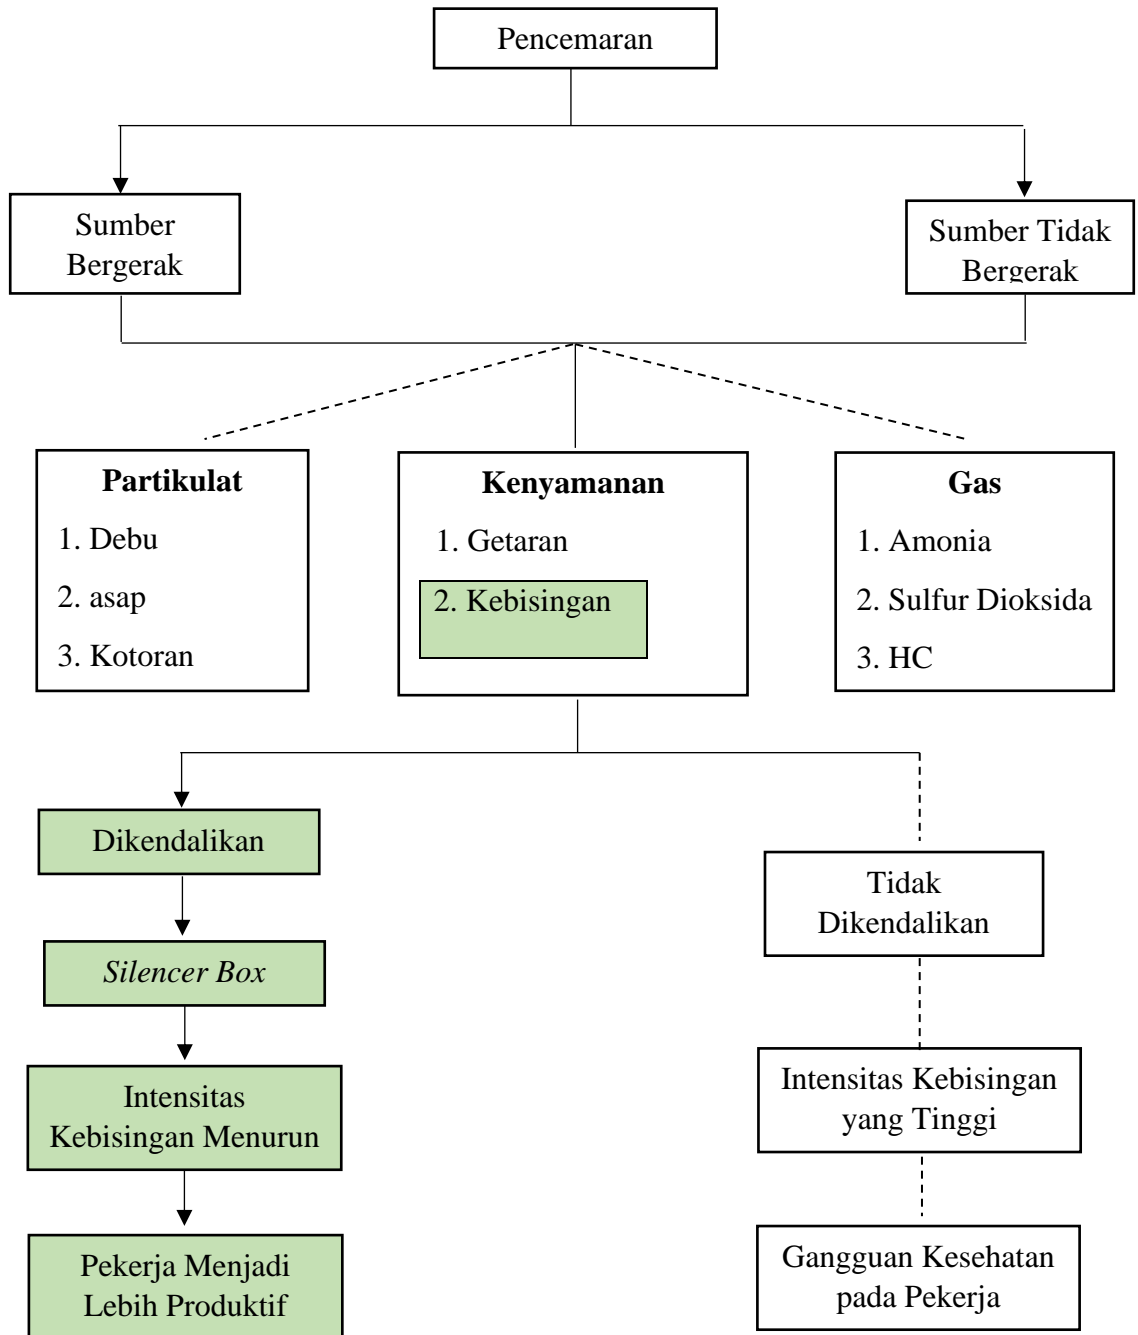 Pencemaran
Sumber
Bergerak
Sumber Tidak
Bergerak
Partikulat
1. Debu
2. asap
3. Kotoran
Kenyamanan
1. Getaran
2. Kebisingan
Gas
1. Amonia
2. Sulfur Dioksida
3. HC
Dikendalikan
Silencer Box
Intensitas
Kebisingan Menurun
Pekerja Menjadi
Lebih Produktif
Tidak
Dikendalikan
Intensitas Kebisingan
yang Tinggi
Gangguan Kesehatan
pada Pekerja